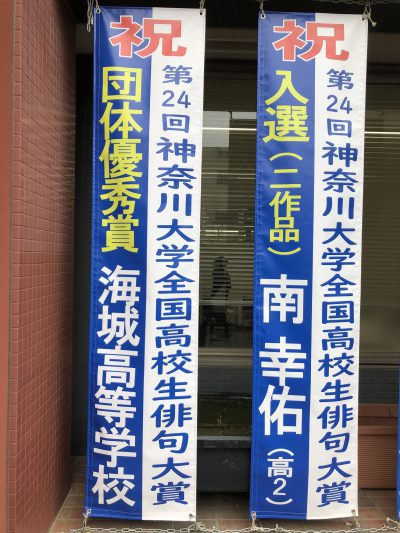 祝
第24回神奈川大学全国高校生俳句大賞
入選(二作品) 南 幸佑(高2)
祝
第24回神奈川大学全国高校生俳句大賞
団体優秀賞 海城高等学校